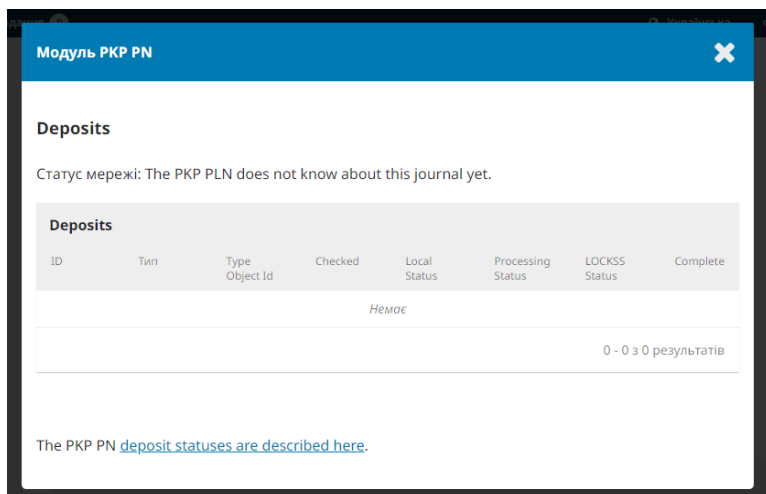 Українська
Модуль PKP PN
Deposits
Статус мережі: The PKP PLN does not know about this journal yet.
Deposits
ID Тип Type Object Id Checked Local Status Processing Status LOCKSS Status Complete
Немає
0 - 0 з 0 результатів
The PKP PN deposit statuses are described here.